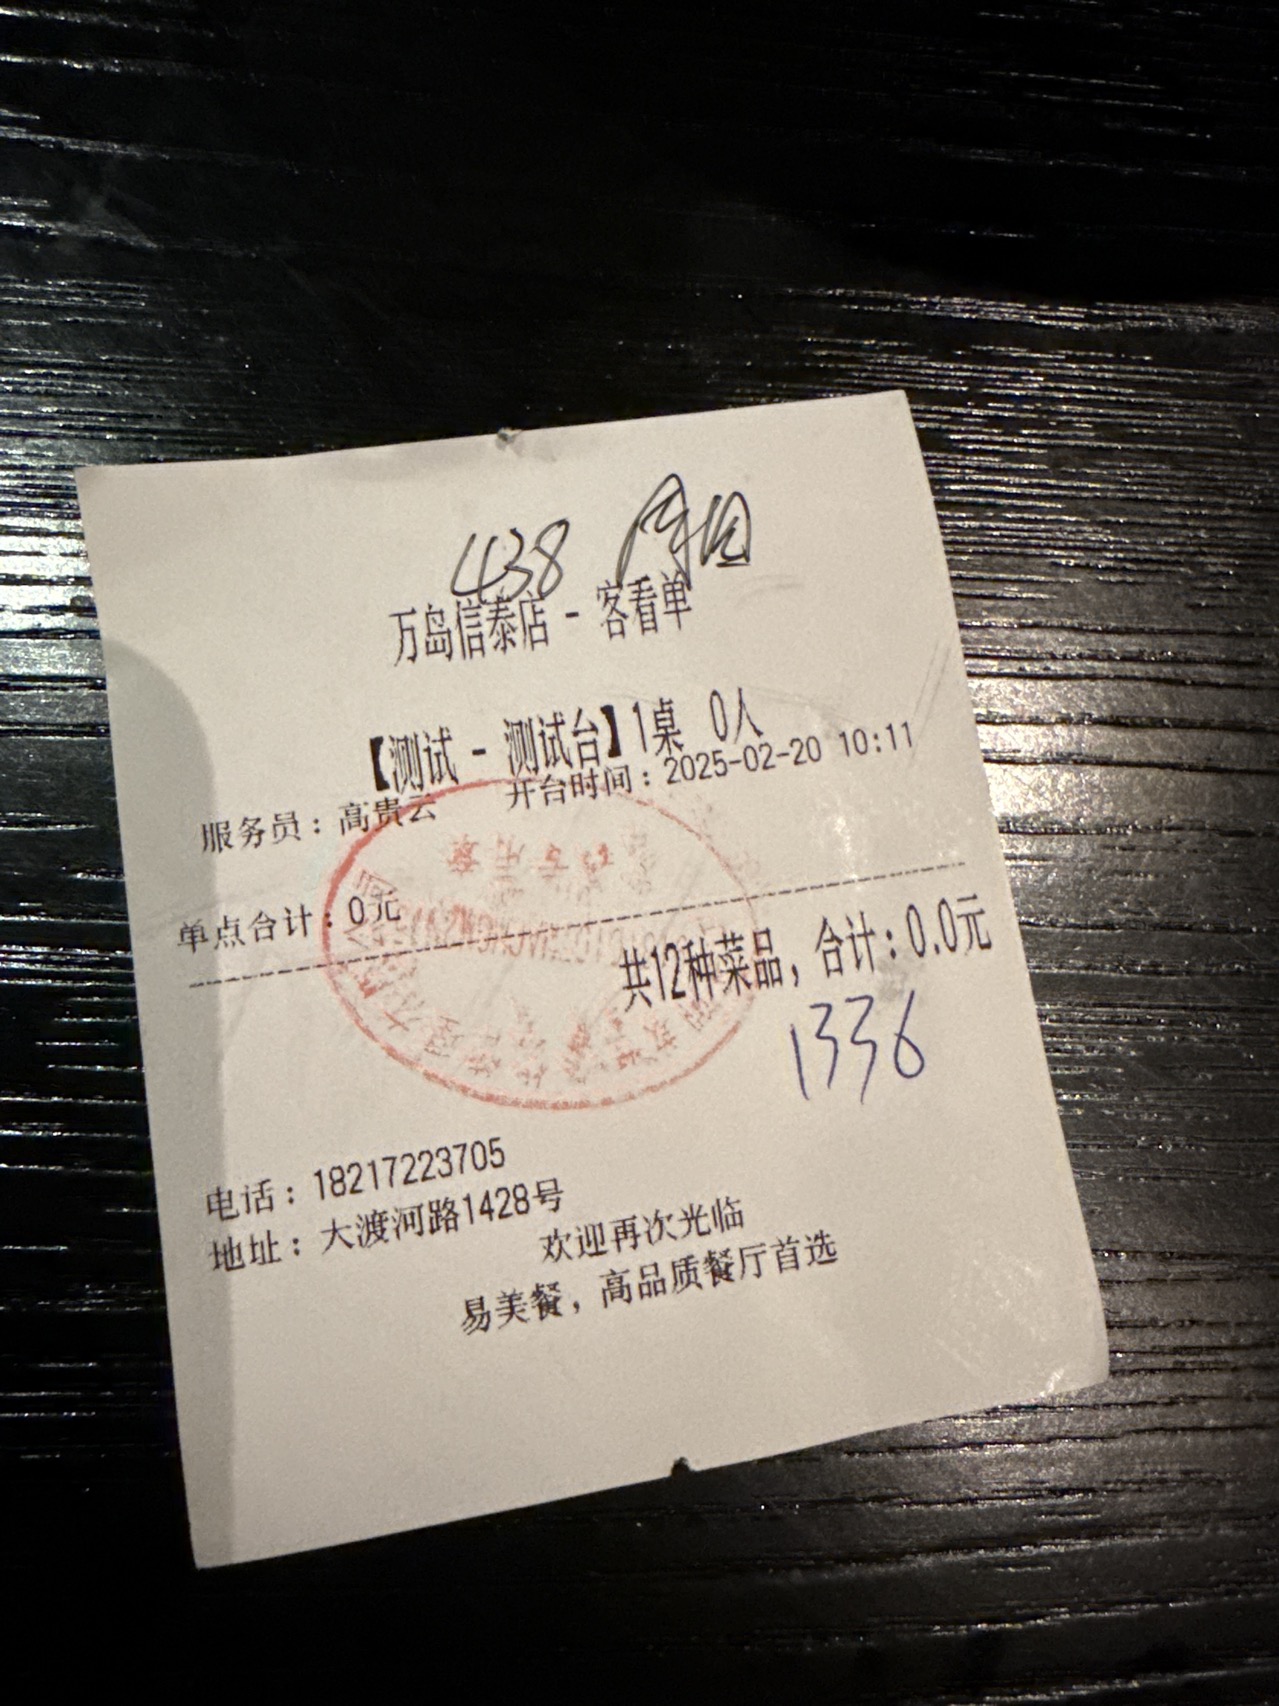 438
万岛信泰店 - 客看单
【测试 - 测试台】1桌 0人
服务员：高贵云 开台时间：2025-02-20 10:11
单点合计：0元
共12种菜品，合计：0.0元
1336
电话：18217223705
地址：大渡河路1428号
欢迎再次光临
易美餐，高品质餐厅首选